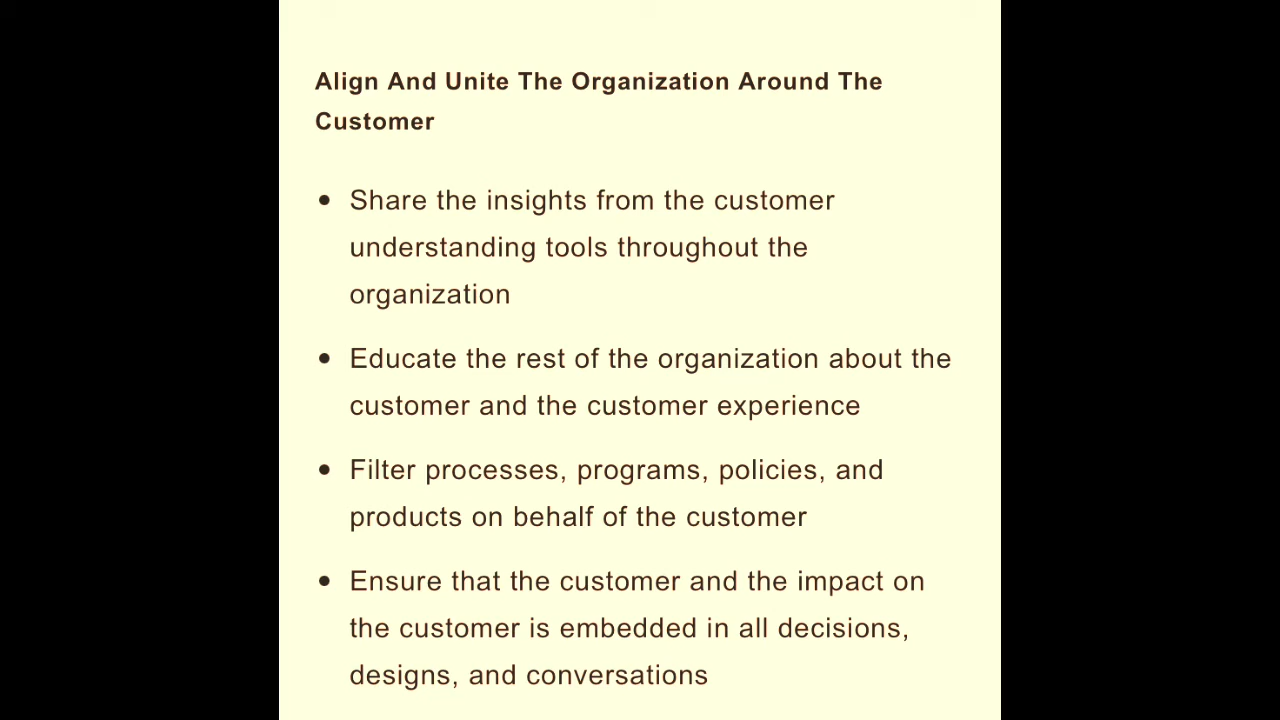 Align And Unite The Organization Around The
Customer
• Share the insights from the customer
understanding tools throughout the
organization
• Educate the rest of the organization about the
customer and the customer experience
• Filter processes, programs, policies, and
products on behalf of the customer
• Ensure that the customer and the impact on
the customer is embedded in all decisions,
designs, and conversations